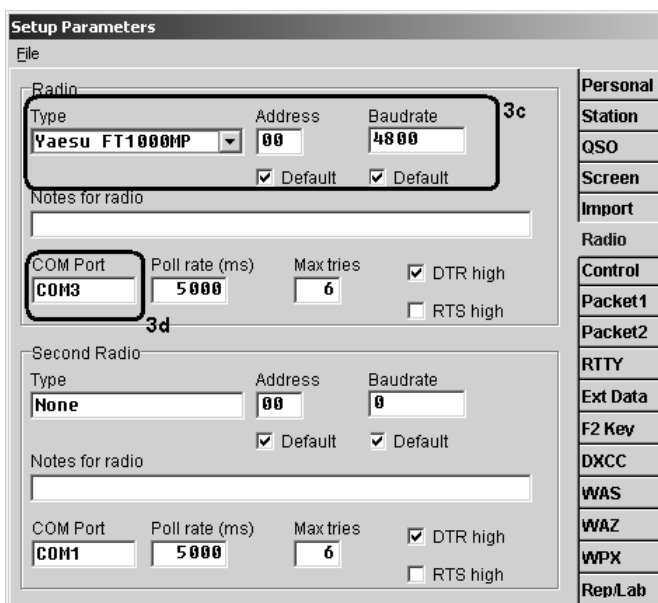 Setup Parameters
File
Radio
Type Address Baudrate 3c
Yaesu FT1000MP 00 4800
Default Default
Notes for radio
COM Port Poll rate (ms) Max tries DTR high
COM3 5000 6
RTS high
3d
Second Radio
Type Address Baudrate
None 00 0
Default Default
Notes for radio
COM Port Poll rate (ms) Max tries DTR high
COM1 5000 6
RTS high
Personal
Station
QSO
Screen
Import
Radio
Control
Packet1
Packet2
RTTY
Ext Data
F2 Key
DXCC
WAS
WAZ
WPX
Rep/Lab